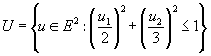 U = { u ∈ E² : (u₁/2)² + (u₂/3)² ≤ 1 }